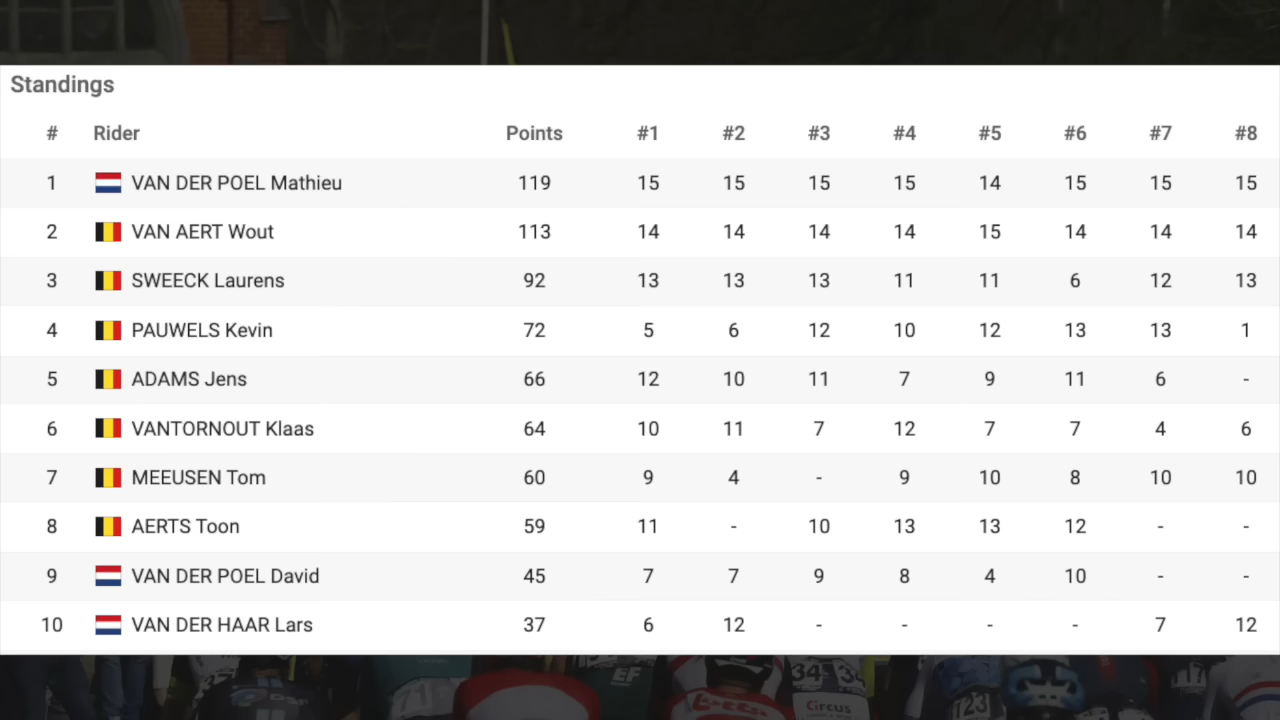 Standings
# Rider Points #1 #2 #3 #4 #5 #6 #7 #8
1 VAN DER POEL Mathieu 119 15 15 15 15 14 15 15 15
2 VAN AERT Wout 113 14 14 14 14 15 14 14 14
3 SWEECK Laurens 92 13 13 13 11 11 6 12 13
4 PAUWELS Kevin 72 5 6 12 10 12 13 13 1
5 ADAMS Jens 66 12 10 11 7 9 11 6 -
6 VANTORNOUT Klaas 64 10 11 7 12 7 7 4 6
7 MEEUSEN Tom 60 9 4 - 9 10 8 10 10
8 AERTS Toon 59 11 - 10 13 13 12 - -
9 VAN DER POEL David 45 7 7 9 8 4 10 - -
10 VAN DER HAAR Lars 37 6 12 - - - - 7 12
EF
34 34
Circus
123